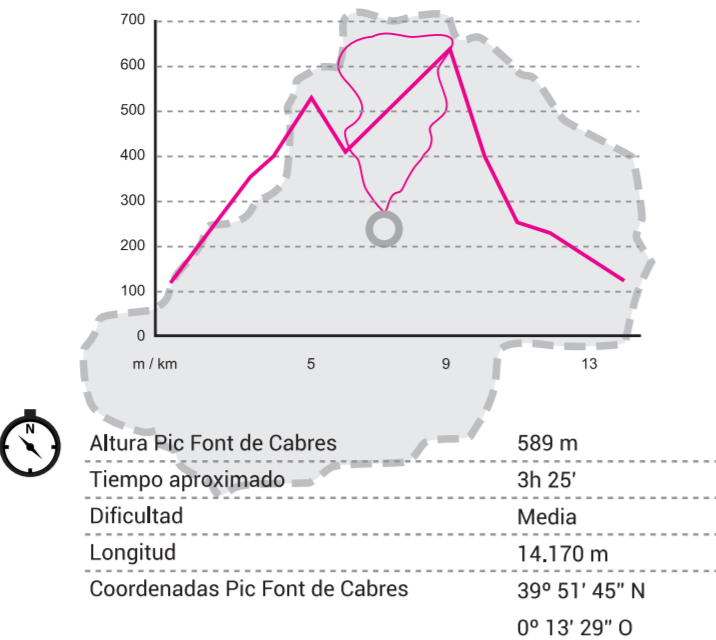 700
600
500
400
300
200
100
0
m / km 5 9 13
N
Altura Pic Font de Cabres 589 m
Tiempo aproximado 3h 25'
Dificultad Media
Longitud 14.170 m
Coordenadas Pic Font de Cabres 39º 51' 45" N
0º 13' 29" O